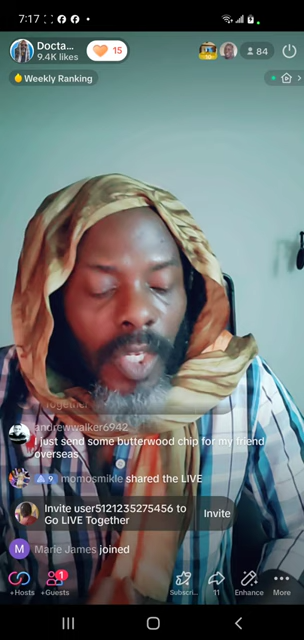 7:17
Docta...
9.4K likes
15
84
Weekly Ranking
Together
andrewwalker6942
I just send some butterwood chip for my friend
overseas
9 momosmikle shared the LIVE
Invite user5121235275456 to
Go LIVE Together
Invite
M Marie James joined
1
+Hosts
+Guests
Subscri...
11
Enhance
More